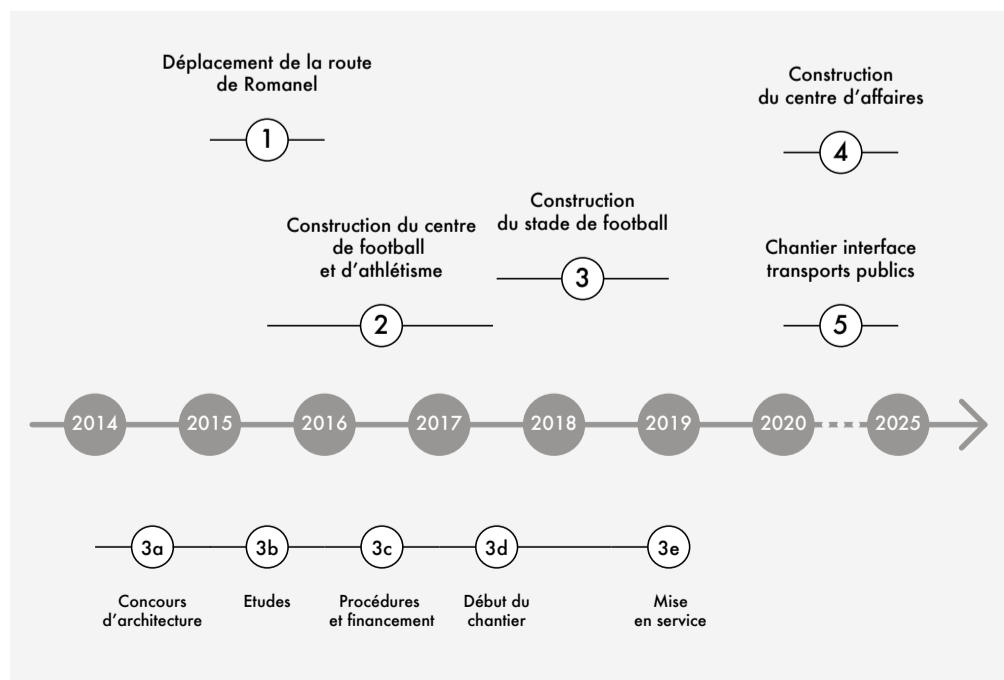 Déplacement de la route
de Romanel
1
Construction
du centre d’affaires
4
Construction du centre
de football
et d’athlétisme
2
Construction
du stade de football
3
Chantier interface
transports publics
5
2014 2015 2016 2017 2018 2019 2020 2025
3a 3b 3c 3d 3e
Concours
d’architecture
Etudes
Procédures
et financement
Début du
chantier
Mise
en service